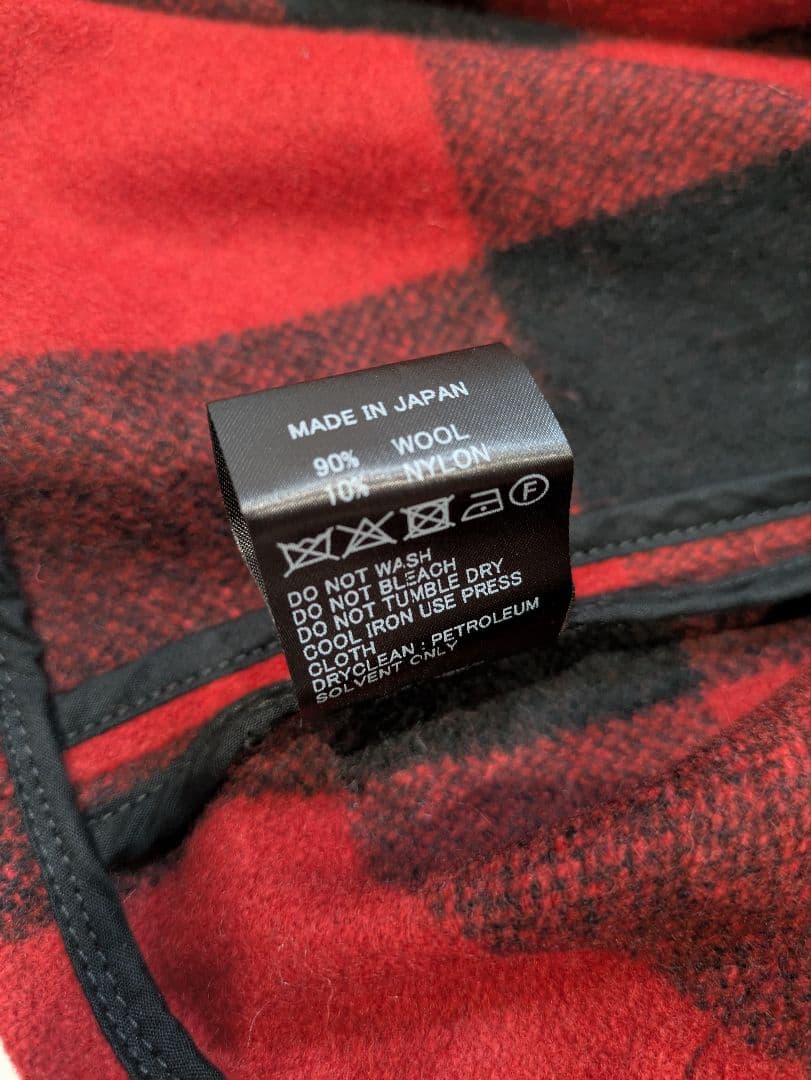 MADE IN JAPAN
90% WOOL
10% NYLON
F
DO NOT WASH
DO NOT BLEACH
DO NOT TUMBLE DRY
COOL IRON USE PRESS
CLOTH
DRYCLEAN : PETROLEUM
SOLVENT ONLY